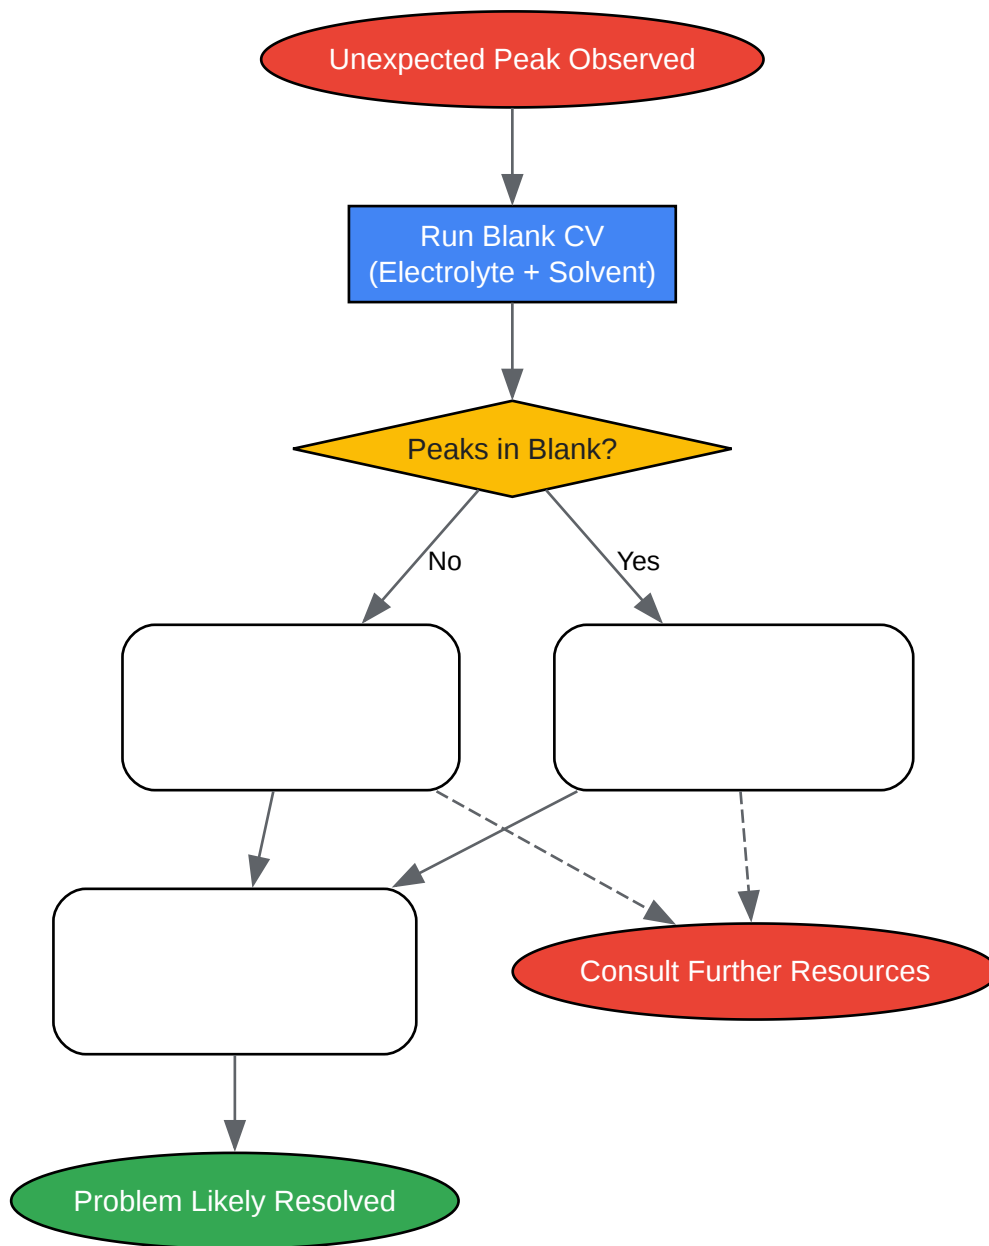 Unexpected Peak Observed
Run Blank CV
(Electrolyte + Solvent)
Peaks in Blank?
No
Yes
Consult Further Resources
Problem Likely Resolved